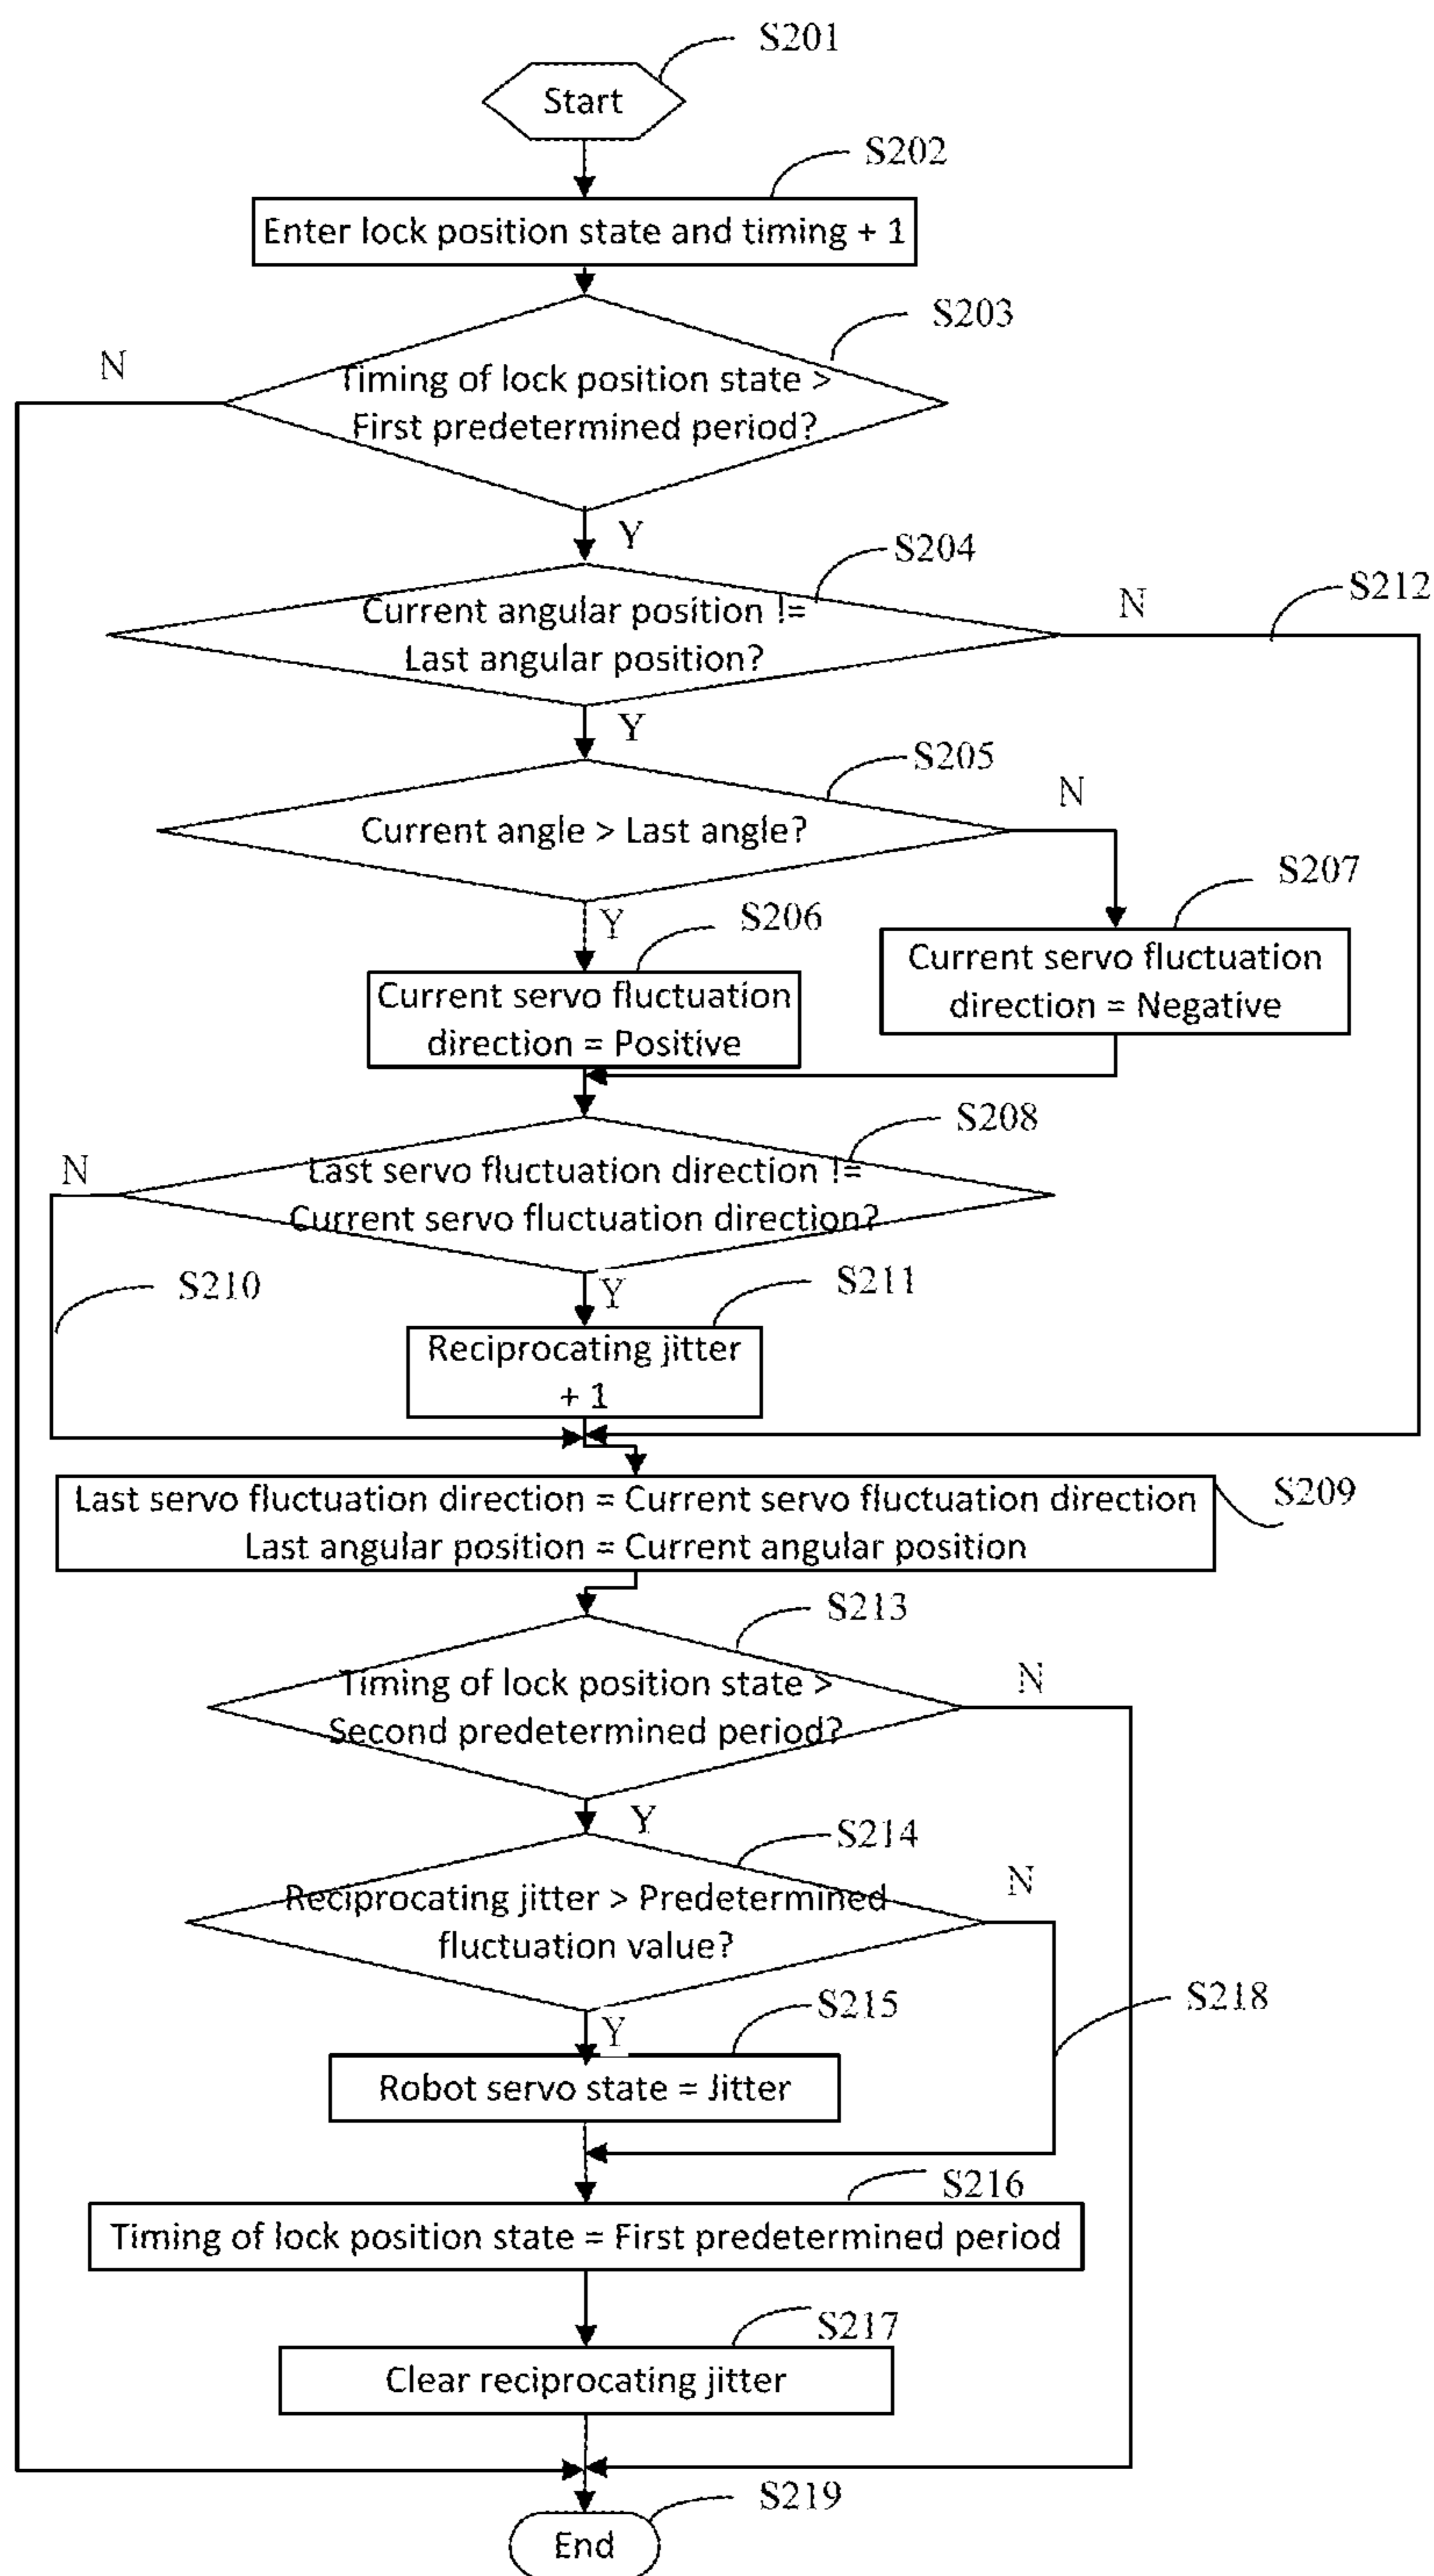 S201
Start
S202
Enter lock position state and timing + 1
S203
N
Timing of lock position state >
First predetermined period?
Y
S204
Current angular position !=
Last angular position?
N
S212
Y
S205
N
Current angle > Last angle?
S207
Y
S206
Current servo fluctuation
direction = Negative
Current servo fluctuation
direction = Positive
S208
N
Last servo fluctuation direction !=
Current servo fluctuation direction?
S210
Y
S211
Reciprocating jitter
+ 1
Last servo fluctuation direction = Current servo fluctuation direction
Last angular position = Current angular position
S209
S213
Timing of lock position state >
Second predetermined period?
N
Y
S214
N
Reciprocating jitter > Predetermined
fluctuation value?
S218
Y
S215
Robot servo state = Jitter
S216
Timing of lock position state = First predetermined period
S217
Clear reciprocating jitter
S219
End